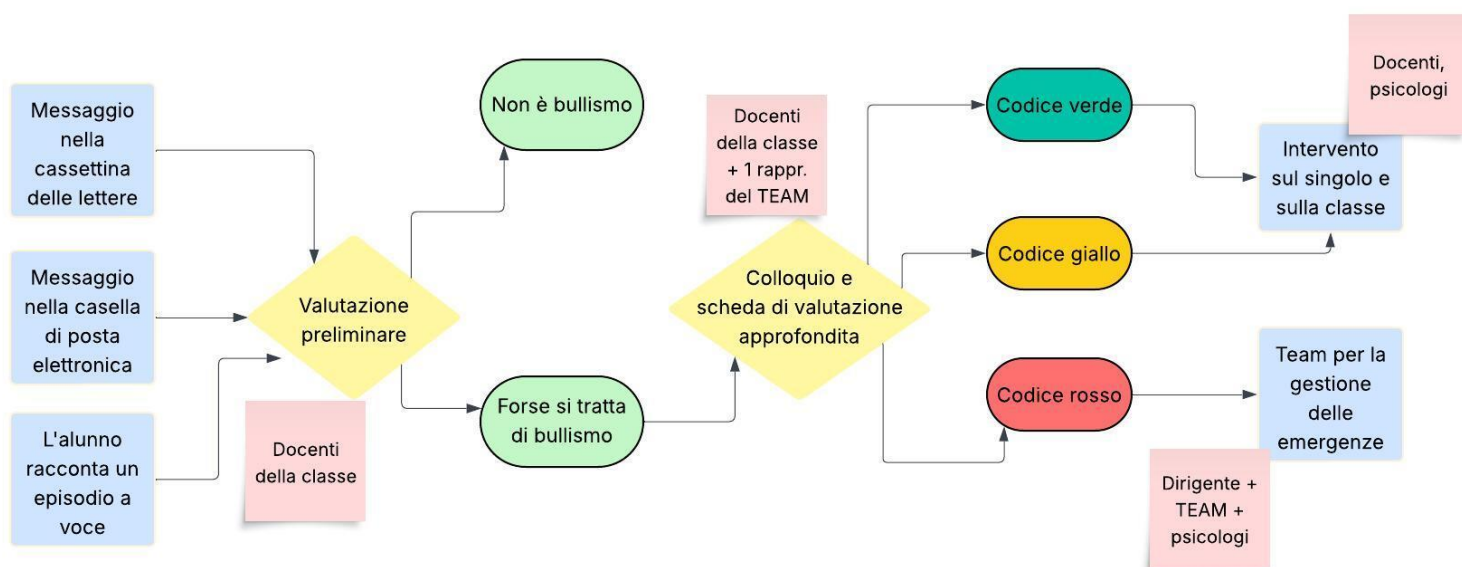 Messaggio
nella
cassettina
delle lettere
Messaggio
nella casella
di posta
elettronica
L'alunno
racconta un
episodio a
voce
Valutazione
preliminare
Docenti
della classe
Non è bullismo
Forse si tratta
di bullismo
Docenti
della classe
+ 1 rappr.
del TEAM
Colloquio e
scheda di valutazione
approfondita
Codice verde
Codice giallo
Codice rosso
Docenti,
psicologi
Intervento
sul singolo e
sulla classe
Team per la
gestione
delle
emergenze
Dirigente +
TEAM +
psicologi